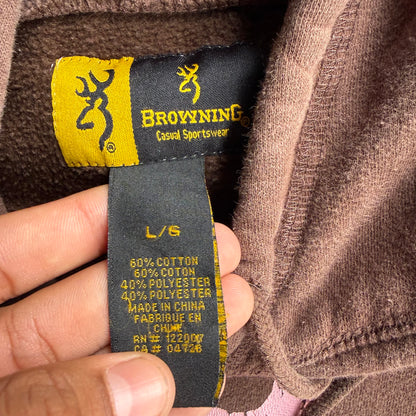 BROWNING®
Casual Sportswear
®
L/G
60% COTTON
60% COTON
40% POLYESTER
40% POLYESTER
MADE IN CHINA
FABRIQUE EN
CHINE
RN # 122007
CA # 04728